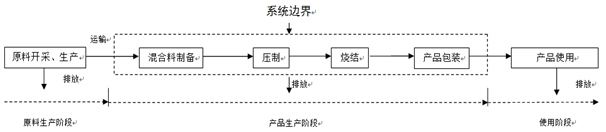 系统边界
运输
原料开采、生产
混合料制备
压制
烧结
产品包装
产品使用
排放
排放
排放
原料生产阶段
产品生产阶段
使用阶段